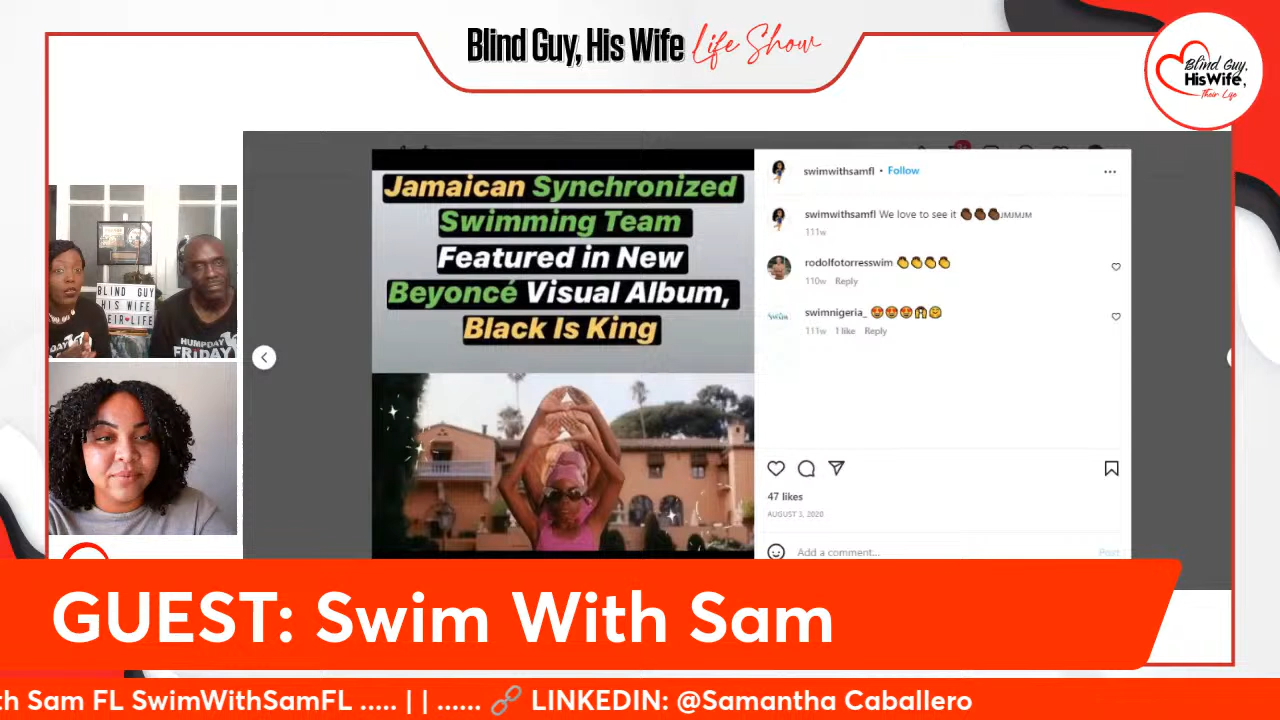 Blind Guy, His Wife Life Show
Blind Guy,
His Wife,
Their Life
BLIND GUY
HIS WIFE
EIR♥LIFE
HUMPDAY
FRIDAY
Jamaican Synchronized
Swimming Team
Featured in New
Beyoncé Visual Album,
Black Is King
swimwithsamfl • Follow
swimwithsamfl We love to see it 👏🏿👏🏿👏🏿🇯🇲🇯🇲🇯🇲
111w
rodolfotorresswim 👏👏👏👏
110w Reply
swimnigeria_ 😍😍😍🙌🤗
111w 1 like Reply
47 likes
AUGUST 3, 2020
Add a comment...
Post
GUEST: Swim With Sam
th Sam FL SwimWithSamFL ..... | | ...... 🔗 LINKEDIN: @Samantha Caballero